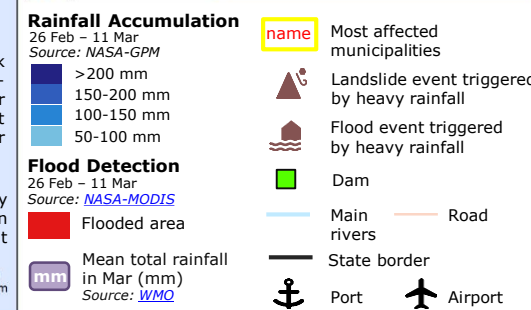 Rainfall Accumulation
26 Feb – 11 Mar
Source: NASA-GPM
>200 mm
150-200 mm
100-150 mm
50-100 mm
Flood Detection
26 Feb – 11 Mar
Source: NASA-MODIS
Flooded area
mm
Mean total rainfall
in Mar (mm)
Source: WMO
name
Most affected
municipalities
Landslide event triggered
by heavy rainfall
Flood event triggered
by heavy rainfall
Dam
Main
rivers
Road
State border
Port
Airport